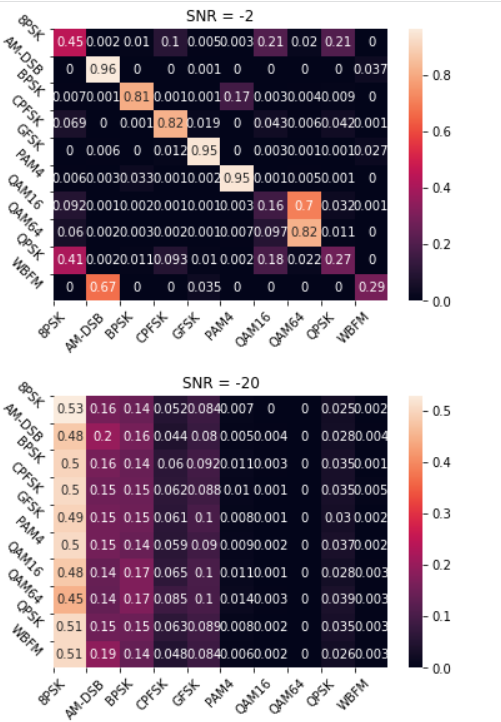 SNR = -2
8PSK 0.45 0.002 0.01 0.1 0.005 0.003 0.21 0.02 0.21 0
AM-DSB 0 0.96 0 0 0.001 0 0 0 0 0.037
BPSK 0.007 0.001 0.81 0.001 0.001 0.17 0.003 0.004 0.009 0
CPFSK 0.069 0 0.001 0.82 0.019 0 0.043 0.006 0.042 0.001
GFSK 0 0.006 0 0.012 0.95 0 0.003 0.001 0.001 0.027
PAM4 0.006 0.003 0.033 0.001 0.002 0.95 0.001 0.005 0.001 0
QAM16 0.092 0.001 0.002 0.001 0.001 0.003 0.16 0.7 0.032 0.001
QAM64 0.06 0.002 0.003 0.002 0.001 0.007 0.097 0.82 0.011 0
QPSK 0.41 0.002 0.011 0.093 0.01 0.002 0.18 0.022 0.27 0
WBFM 0 0.67 0 0 0.035 0 0 0 0 0.29
8PSK AM-DSB BPSK CPFSK GFSK PAM4 QAM16 QAM64 QPSK WBFM
0.8
0.6
0.4
0.2
0.0
SNR = -20
8PSK 0.53 0.16 0.14 0.052 0.084 0.007 0 0 0.025 0.002
AM-DSB 0.48 0.2 0.16 0.044 0.08 0.005 0.004 0 0.028 0.004
BPSK 0.5 0.16 0.14 0.06 0.092 0.011 0.003 0 0.035 0.001
CPFSK 0.5 0.15 0.15 0.062 0.088 0.01 0.001 0 0.035 0.005
GFSK 0.49 0.15 0.15 0.061 0.1 0.008 0.001 0 0.03 0.002
PAM4 0.5 0.15 0.14 0.059 0.09 0.009 0.002 0 0.037 0.002
QAM16 0.48 0.14 0.17 0.065 0.1 0.011 0.001 0 0.028 0.003
QAM64 0.45 0.14 0.17 0.085 0.1 0.014 0.003 0 0.039 0.003
QPSK 0.51 0.15 0.15 0.063 0.089 0.008 0.002 0 0.035 0.003
WBFM 0.51 0.19 0.14 0.048 0.084 0.006 0.002 0 0.026 0.003
8PSK AM-DSB BPSK CPFSK GFSK PAM4 QAM16 QAM64 QPSK WBFM
0.5
0.4
0.3
0.2
0.1
0.0